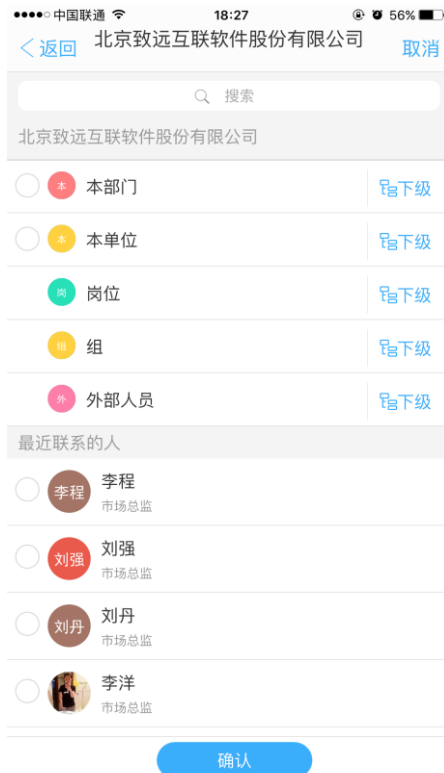 中国联通 18:27 56%
返回 北京致远互联软件股份有限公司 取消
搜索
北京致远互联软件股份有限公司
本 本部门 下级
本 本单位 下级
岗 岗位 下级
组 组 下级
外 外部人员 下级
最近联系的人
李程 李程
市场总监
刘强 刘强
市场总监
刘丹 刘丹
市场总监
李洋
市场总监
确认